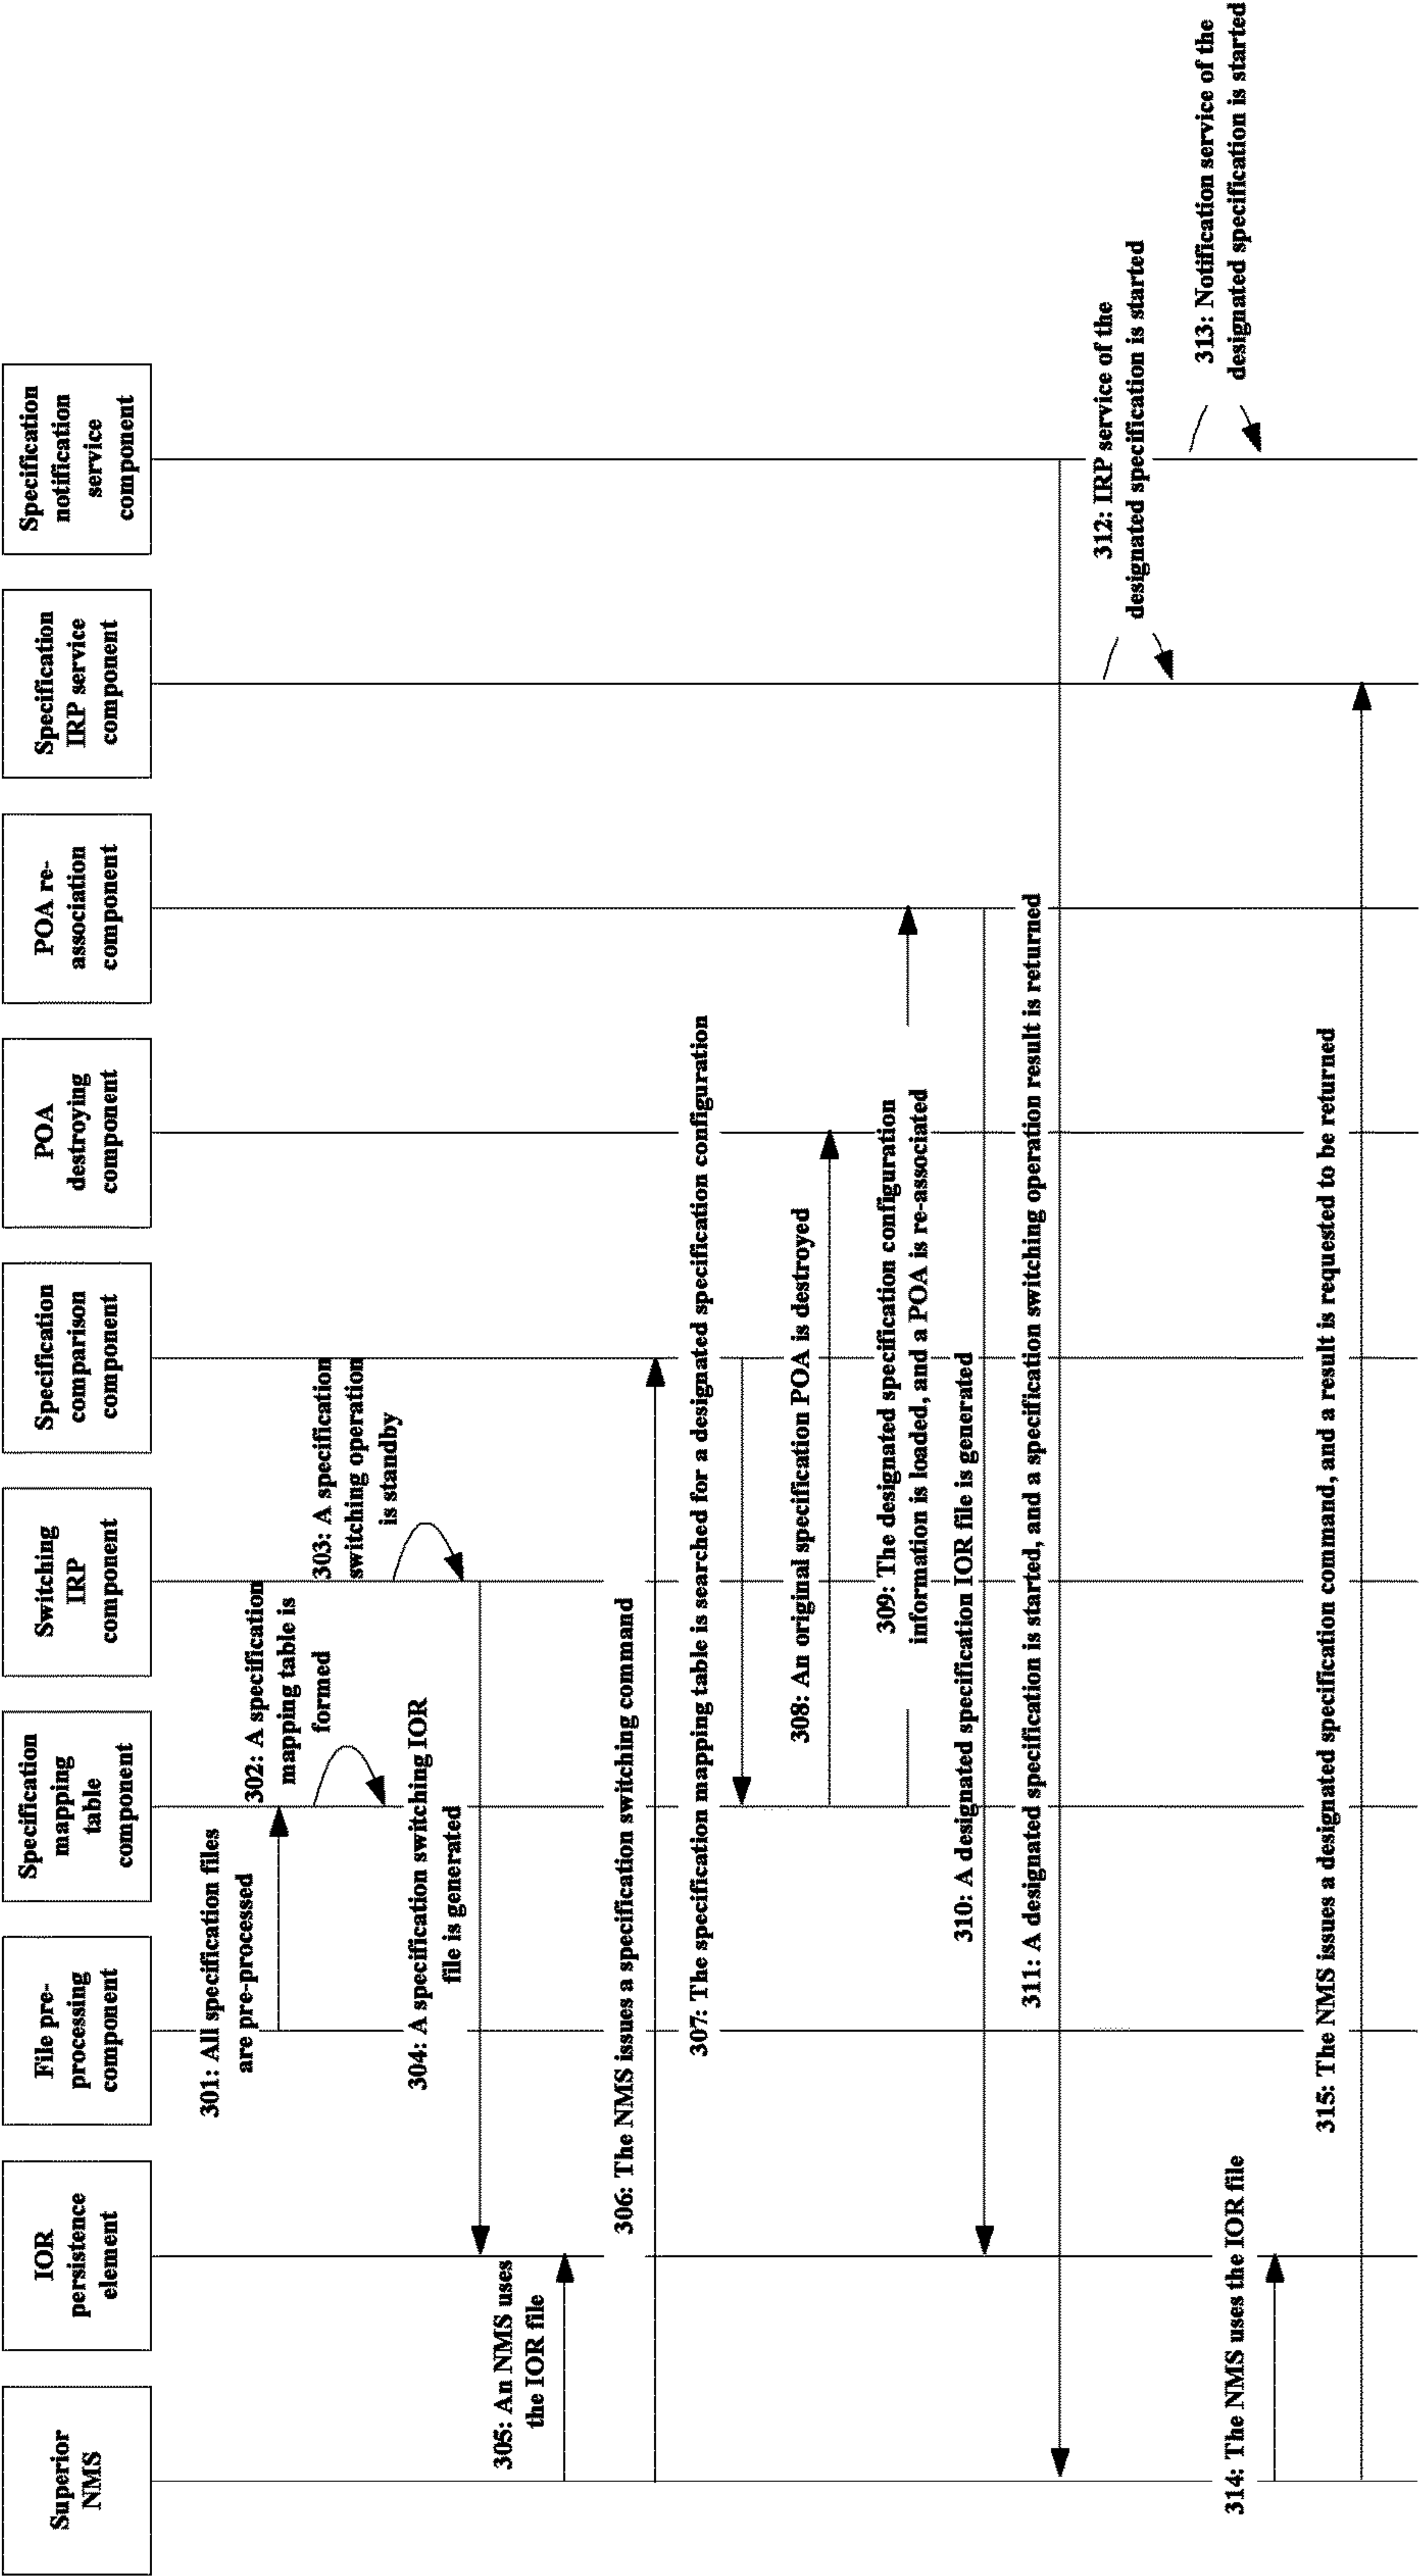 Superior
NMS
IOR
persistence
element
File pre-
processing
component
Specification
mapping
table
component
Switching
IRP
component
Specification
comparison
component
POA
destroying
component
POA re-
association
component
Specification
IRP service
component
Specification
notification
service
component
301: All specification files
are pre-processed
302: A specification
mapping table is
formed
303: A specification
switching operation
is standby
304: A specification switching IOR
file is generated
305: An NMS uses
the IOR file
306: The NMS issues a specification switching command
307: The specification mapping table is searched for a designated specification configuration
308: An original specification POA is destroyed
309: The designated specification configuration
information is loaded, and a POA is re-associated
310: A designated specification IOR file is generated
311: A designated specification is started, and a specification switching operation result is returned
312: IRP service of the
designated specification is started
313: Notification service of the
designated specification is started
314: The NMS uses the IOR file
315: The NMS issues a designated specification command, and a result is requested to be returned